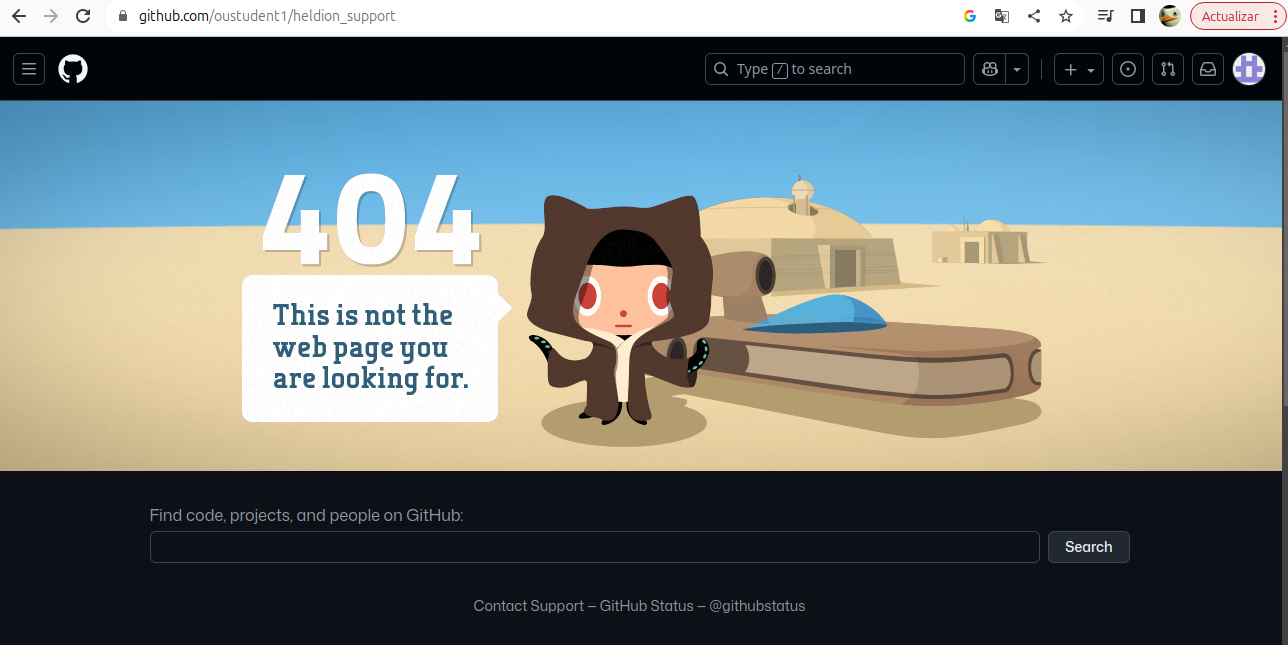 github.com/oustudent1/heldion_support
Actualizar
Type / to search
404
This is not the
web page you
are looking for.
Find code, projects, and people on GitHub:
Search
Contact Support — GitHub Status — @githubstatus